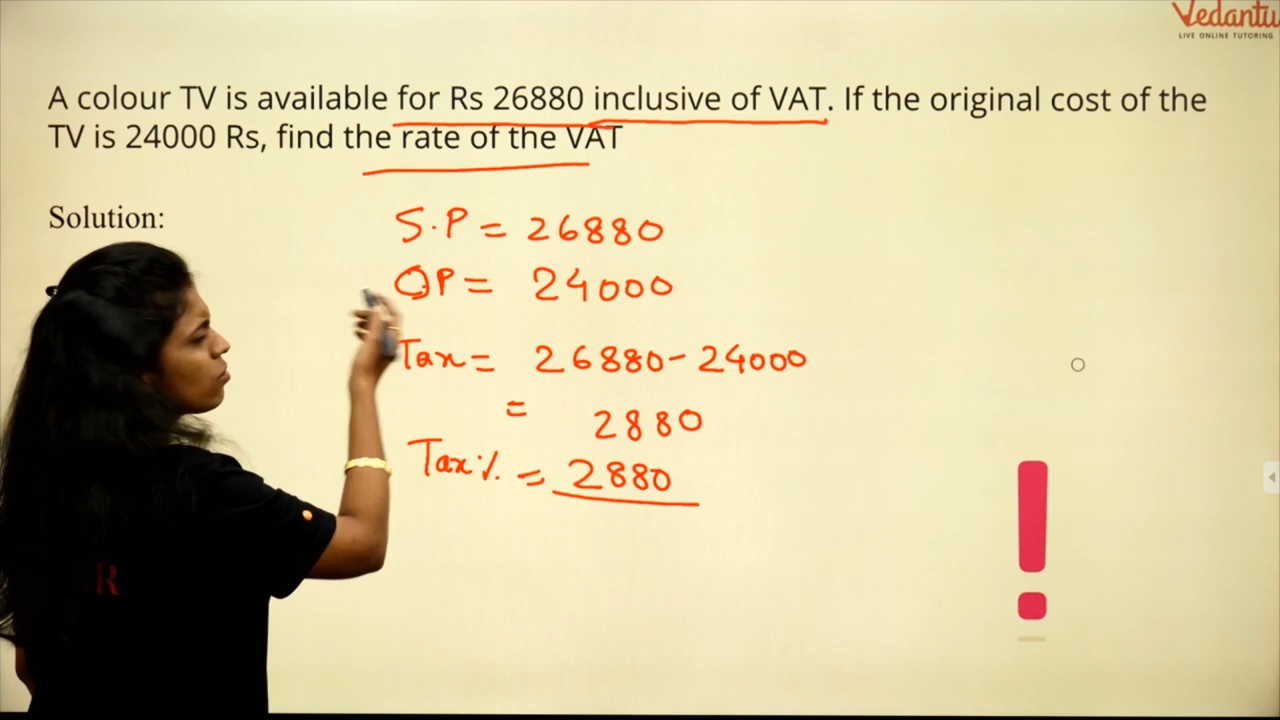 Vedantu
LIVE ONLINE TUTORING
A colour TV is available for Rs 26880 inclusive of VAT. If the original cost of the
TV is 24000 Rs, find the rate of the VAT
Solution:
S.P = 26880
OP = 24000
Tax = 26880 - 24000
= 2880
Tax % = 2880
R